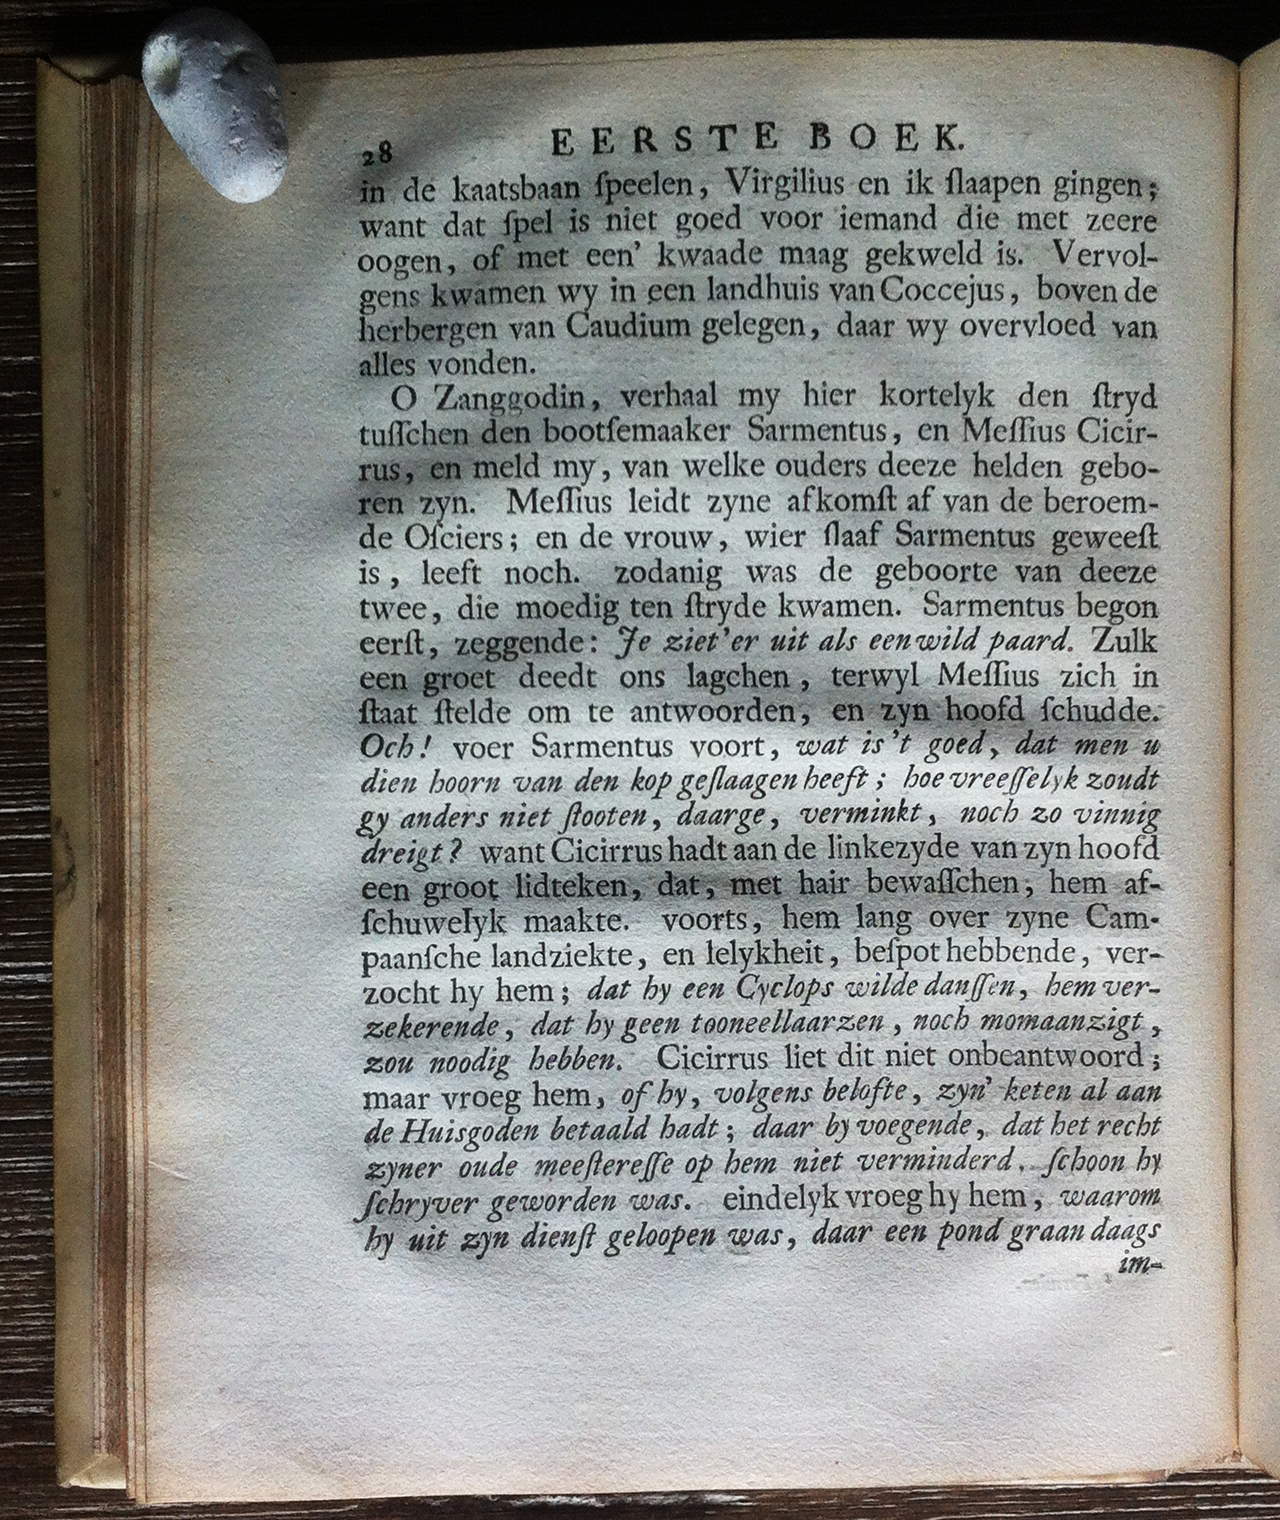 28 EERSTE BOEK.
in de kaatsbaan ſpeelen, Virgilius en ik ſlaapen gingen;
want dat ſpel is niet goed voor iemand die met zeere
oogen, of met een' kwaade maag gekweld is. Vervol-
gens kwamen wy in een landhuis van Coccejus, boven de
herbergen van Caudium gelegen, daar wy overvloed van
alles vonden.
O Zanggodin, verhaal my hier kortelyk den ſtryd
tuſſchen den bootſemaaker Sarmentus, en Meſſius Cicir-
rus, en meld my, van welke ouders deeze helden gebo-
ren zyn. Meſſius leidt zyne afkomſt af van de beroem-
de Oſciers; en de vrouw, wier ſlaaf Sarmentus geweeſt
is, leeft noch. zodanig was de geboorte van deeze
twee, die moedig ten ſtryde kwamen. Sarmentus begon
eerſt, zeggende: Je ziet'er uit als een wild paard. Zulk
een groet deedt ons lagchen, terwyl Meſſius zich in
ſtaat ſtelde om te antwoorden, en zyn hoofd ſchudde.
Och! voer Sarmentus voort, wat is 't goed, dat men u
dien hoorn van den kop geſlaagen heeft; hoe vreeſſelyk zoudt
gy anders niet ſtooten, daarge, verminkt, noch zo vinnig
dreigt? want Cicirrus hadt aan de linkezyde van zyn hoofd
een groot lidteken, dat, met hair bewaſſchen, hem af-
ſchuwelyk maakte. voorts, hem lang over zyne Cam-
paanſche landziekte, en lelykheit, beſpot hebbende, ver-
zocht hy hem; dat hy een Cyclops wilde danſſen, hem ver-
zekerende, dat hy geen tooneellaarzen, noch momaanzigt,
zou noodig hebben. Cicirrus liet dit niet onbeantwoord;
maar vroeg hem, of hy, volgens belofte, zyn' keten al aan
de Huisgoden betaald hadt; daar by voegende, dat het recht
zyner oude meeſtereſſe op hem niet verminderd, ſchoon hy
ſchryver geworden was. eindelyk vroeg hy hem, waarom
hy uit zyn dienſt geloopen was, daar een pond graan daags
im-